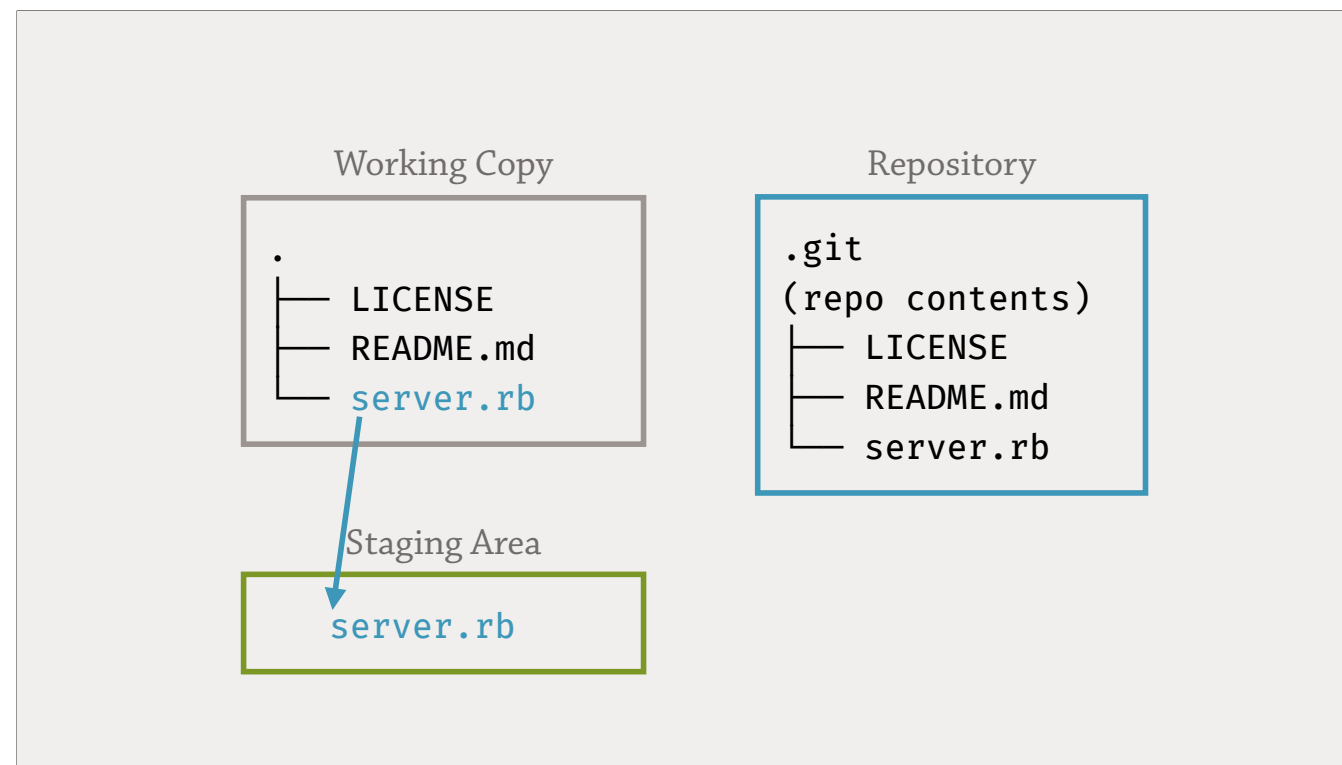 Working Copy
.
├── LICENSE
├── README.md
└── server.rb
Staging Area
server.rb
Repository
.git
(repo contents)
├── LICENSE
├── README.md
└── server.rb